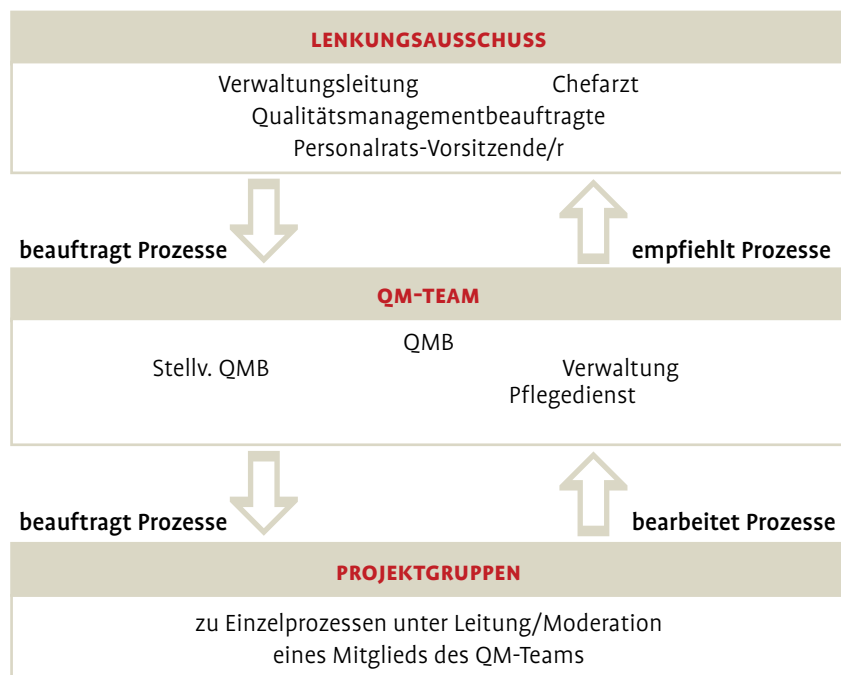 LENKUNGSAUSSCHUSS
Verwaltungsleitung Chefarzt
Qualitätsmanagementbeauftragte
Personalrats-Vorsitzende/r
beauftragt Prozesse empfiehlt Prozesse
QM-TEAM
QMB
Stellv. QMB Verwaltung
Pflegedienst
beauftragt Prozesse bearbeitet Prozesse
PROJEKTGRUPPEN
zu Einzelprozessen unter Leitung/Moderation
eines Mitglieds des QM-Teams